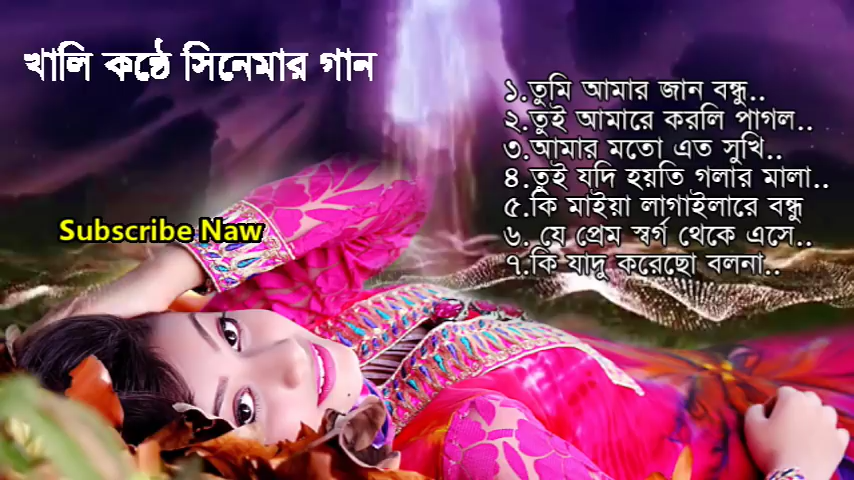 খালি কন্ঠে সিনেমার গান
১.তুমি আমার জান বন্ধু..
২.তুই আমারে করলি পাগল..
৩.আমার মতো এত সুখি..
৪.তুই যদি হয়তি গলার মালা..
৫.কি মাইয়া লাগাইলারে বন্ধু
৬. যে প্রেম স্বর্গ থেকে এসে..
৭.কি যাদূ করেছো বলনা..
Subscribe Naw